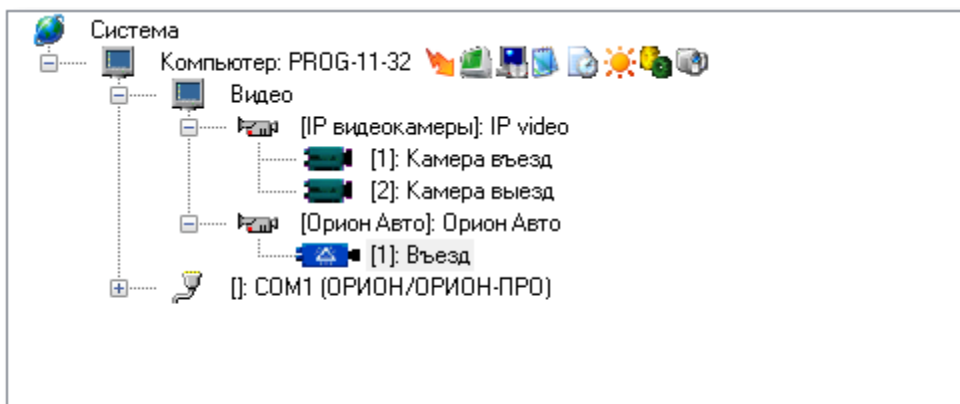 Система
Компьютер: PROG-11-32
Видео
[IP видеокамеры]: IP video
[1]: Камера въезд
[2]: Камера выезд
[Орион Авто]: Орион Авто
[1]: Въезд
[]: COM1 (ОРИОН/ОРИОН-ПРО)